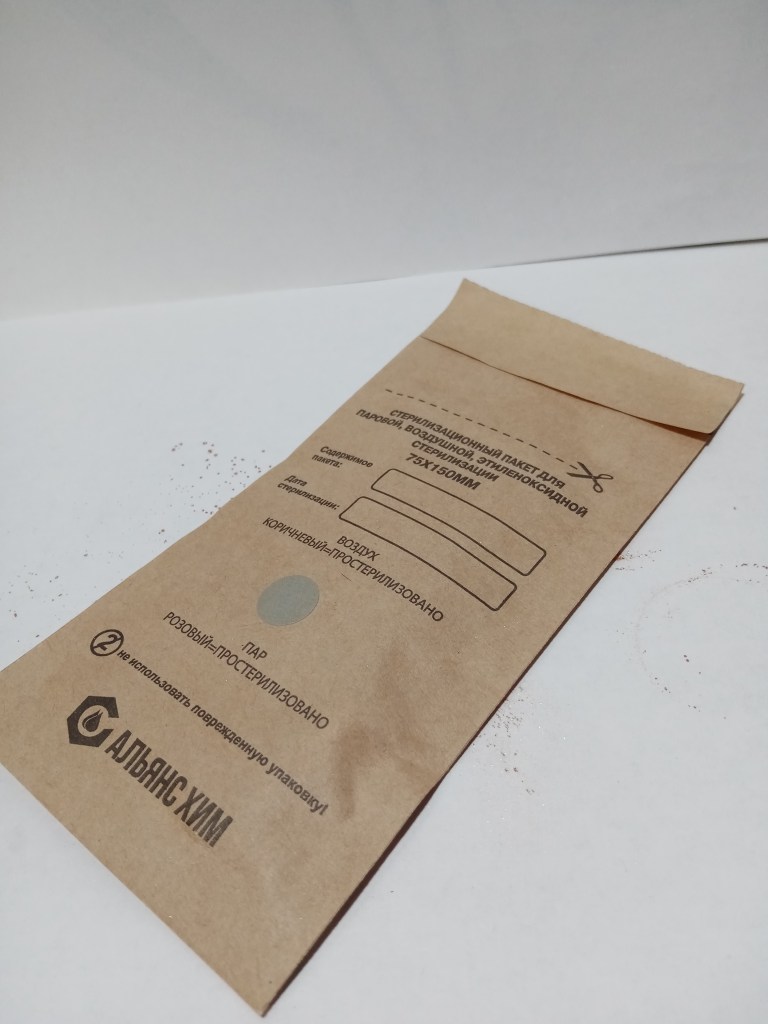 СТЕРИЛИЗАЦИОННЫЙ ПАКЕТ ДЛЯ
ПАРОВОЙ, ВОЗДУШНОЙ, ЭТИЛЕНОКСИДНОЙ
СТЕРИЛИЗАЦИИ
75Х150ММ
Содержимое
пакета:
Дата
стерилизации:
ВОЗДУХ
КОРИЧНЕВЫЙ=ПРОСТЕРИЛИЗОВАНО
ПАР
РОЗОВЫЙ=ПРОСТЕРИЛИЗОВАНО
2 не использовать поврежденную упаковку!
АЛЬЯНС ХИМ